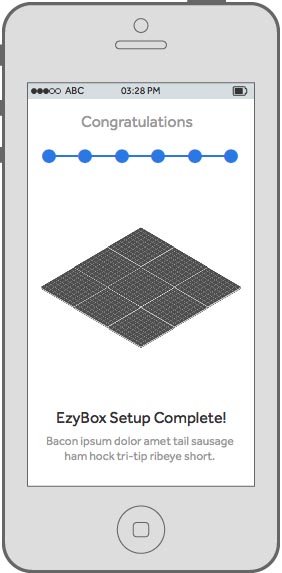 ABC 03:28 PM
Congratulations
EzyBox Setup Complete!
Bacon ipsum dolor amet tail sausage
ham hock tri-tip ribeye short.